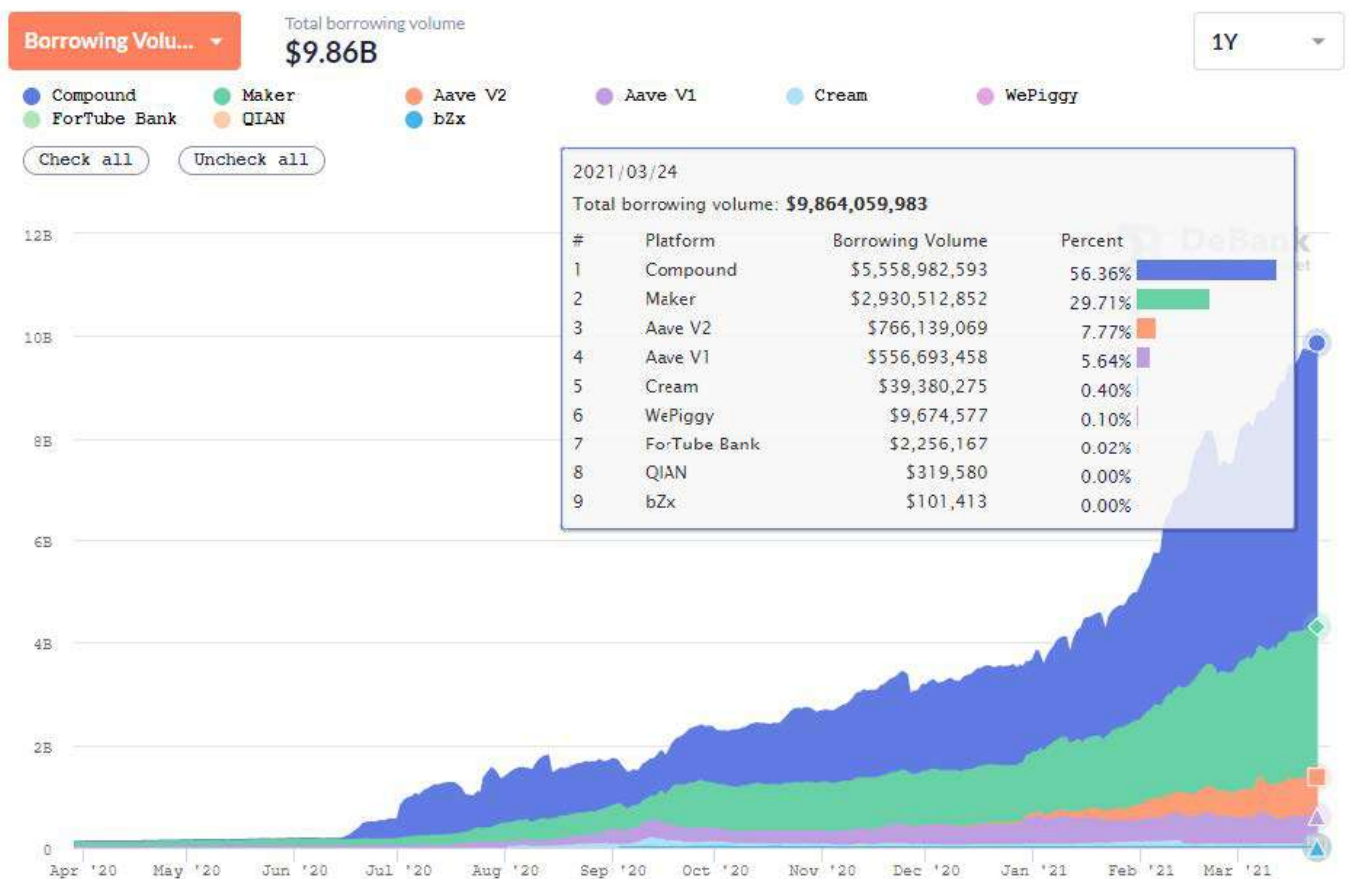 Borrowing Volu...
Total borrowing volume
$9.86B
1Y
Compound Maker Aave V2 Aave V1 Cream WePiggy
ForTube Bank QIAN bZx
Check all Uncheck all
2021/03/24
Total borrowing volume: $9,864,059,983
# Platform Borrowing Volume Percent
1 Compound $5,558,982,593 56.36%
2 Maker $2,930,512,852 29.71%
3 Aave V2 $766,139,069 7.77%
4 Aave V1 $556,693,458 5.64%
5 Cream $39,380,275 0.40%
6 WePiggy $9,674,577 0.10%
7 ForTube Bank $2,256,167 0.02%
8 QIAN $319,580 0.00%
9 bZx $101,413 0.00%
DeBank
12B
10B
8B
6B
4B
2B
0
Apr '20 May '20 Jun '20 Jul '20 Aug '20 Sep '20 Oct '20 Nov '20 Dec '20 Jan '21 Feb '21 Mar '21